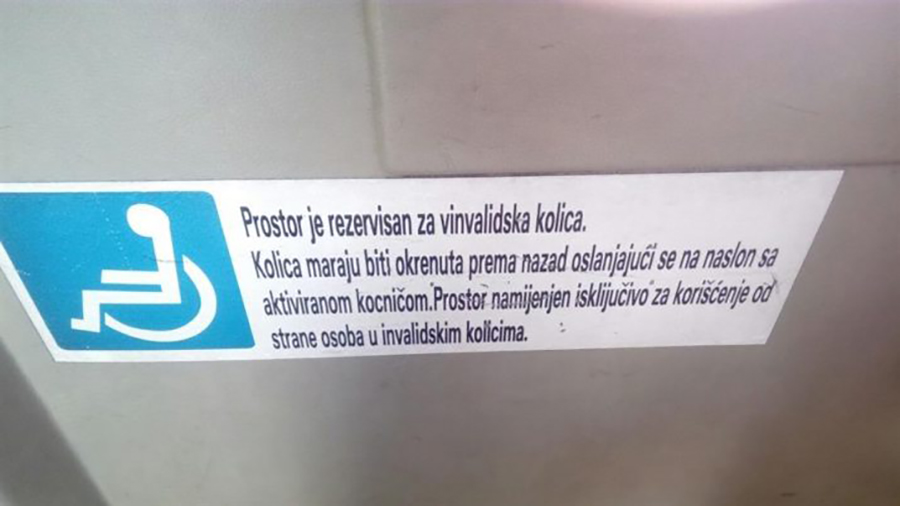 Prostor je rezervisan za vinvalidska kolica.
Kolica maraju biti okrenuta prema nazad oslanjajući se na naslon sa
aktiviranom kocničom.Prostor namijenjen isključivo za korišćenje od
strane osoba u invalidskim kolicima.